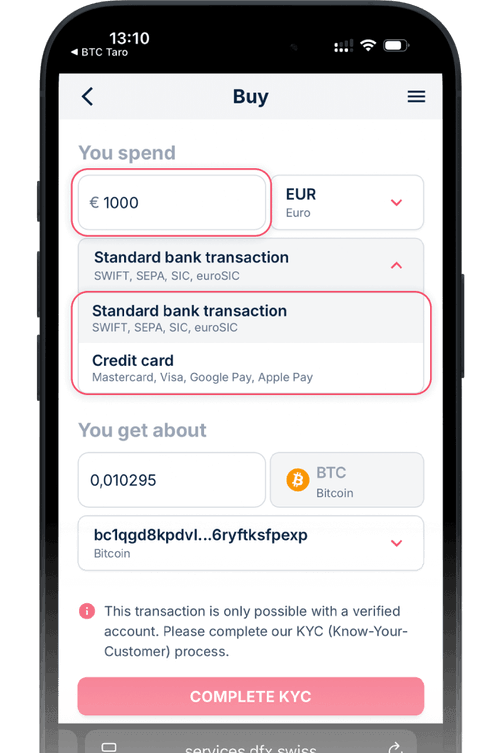 13:10
◀ BTC Taro
Buy
You spend
€ 1000
EUR
Euro
Standard bank transaction
SWIFT, SEPA, SIC, euroSIC
Standard bank transaction
SWIFT, SEPA, SIC, euroSIC
Credit card
Mastercard, Visa, Google Pay, Apple Pay
You get about
0,010295
BTC
Bitcoin
bc1qgd8kpdvl...6ryftksfpexp
Bitcoin
This transaction is only possible with a verified
account. Please complete our KYC (Know-Your-
Customer) process.
COMPLETE KYC
services.dfx.swiss